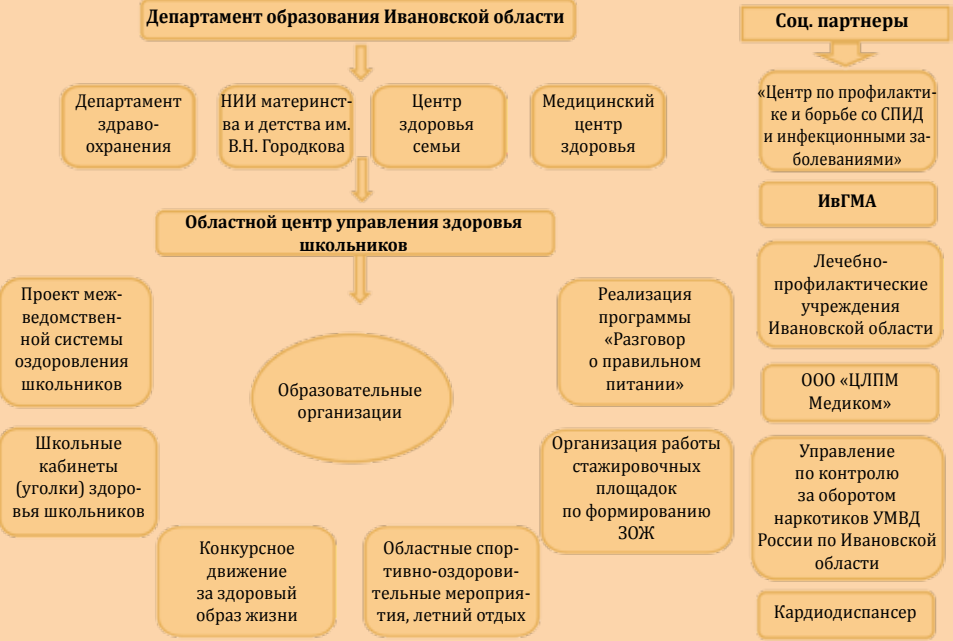 Департамент образования Ивановской области
Департамент
здраво-
охранения
НИИ материнст-
ва и детства им.
В.Н. Городкова
Центр
здоровья
семьи
Медицинский
центр
здоровья
Областной центр управления здоровья
школьников
Проект меж-
ведомствен-
ной системы
оздоровления
школьников
Образовательные
организации
Реализация
программы
«Разговор
о правильном
питании»
Школьные
кабинеты
(уголки) здоро-
вья школьников
Организация работы
стажировочных
площадок
по формированию
ЗОЖ
Конкурсное
движение
за здоровый
образ жизни
Областные спор-
тивно-оздорови-
тельные мероприя-
тия, летний отдых
Соц. партнеры
«Центр по профилакти-
ке и борьбе со СПИД
и инфекционными за-
болеваниями»
ИвГМА
Лечебно-
профилактические
учреждения
Ивановской области
ООО «ЦЛПМ
Медиком»
Управление
по контролю
за оборотом
наркотиков УМВД
России по Ивановской
области
Кардиодиспансер